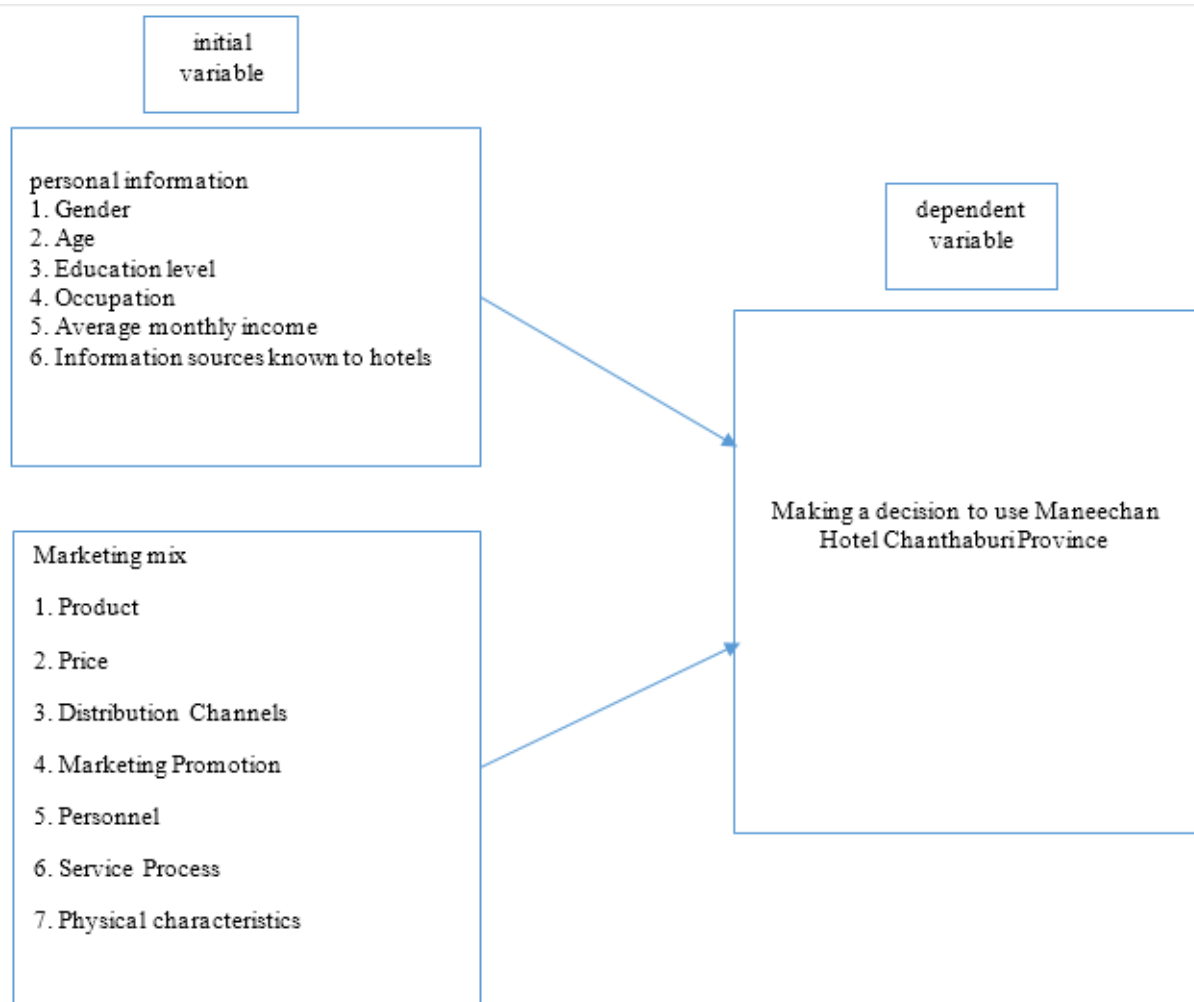 initial
variable
personal information
1. Gender
2. Age
3. Education level
4. Occupation
5. Average monthly income
6. Information sources known to hotels
Marketing mix
1. Product
2. Price
3. Distribution Channels
4. Marketing Promotion
5. Personnel
6. Service Process
7. Physical characteristics
dependent
variable
Making a decision to use Maneechan
Hotel Chanthaburi Province